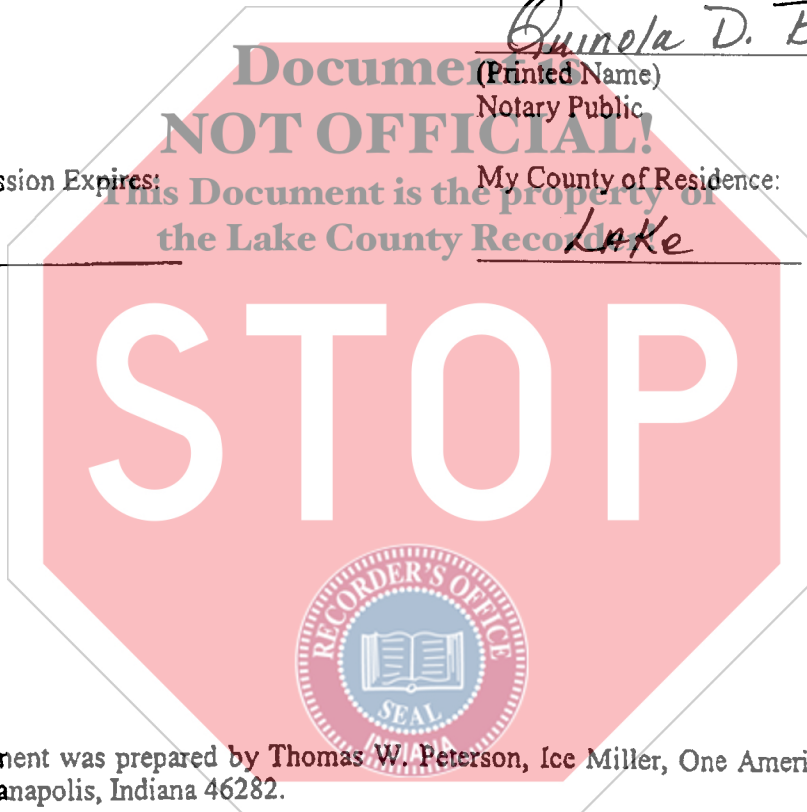 Quinola D.
Document is
(Printed Name)
NOT OFFICIAL!
Notary Public
ssion Expires:
My County of Residence:
This Document is the property of
the Lake County Recorder!
LAKe
STOP
RECORDER'S OFFICE
SEAL
INDIANA
nent was prepared by Thomas W. Peterson, Ice Miller, One Ameri
anapolis, Indiana 46282.